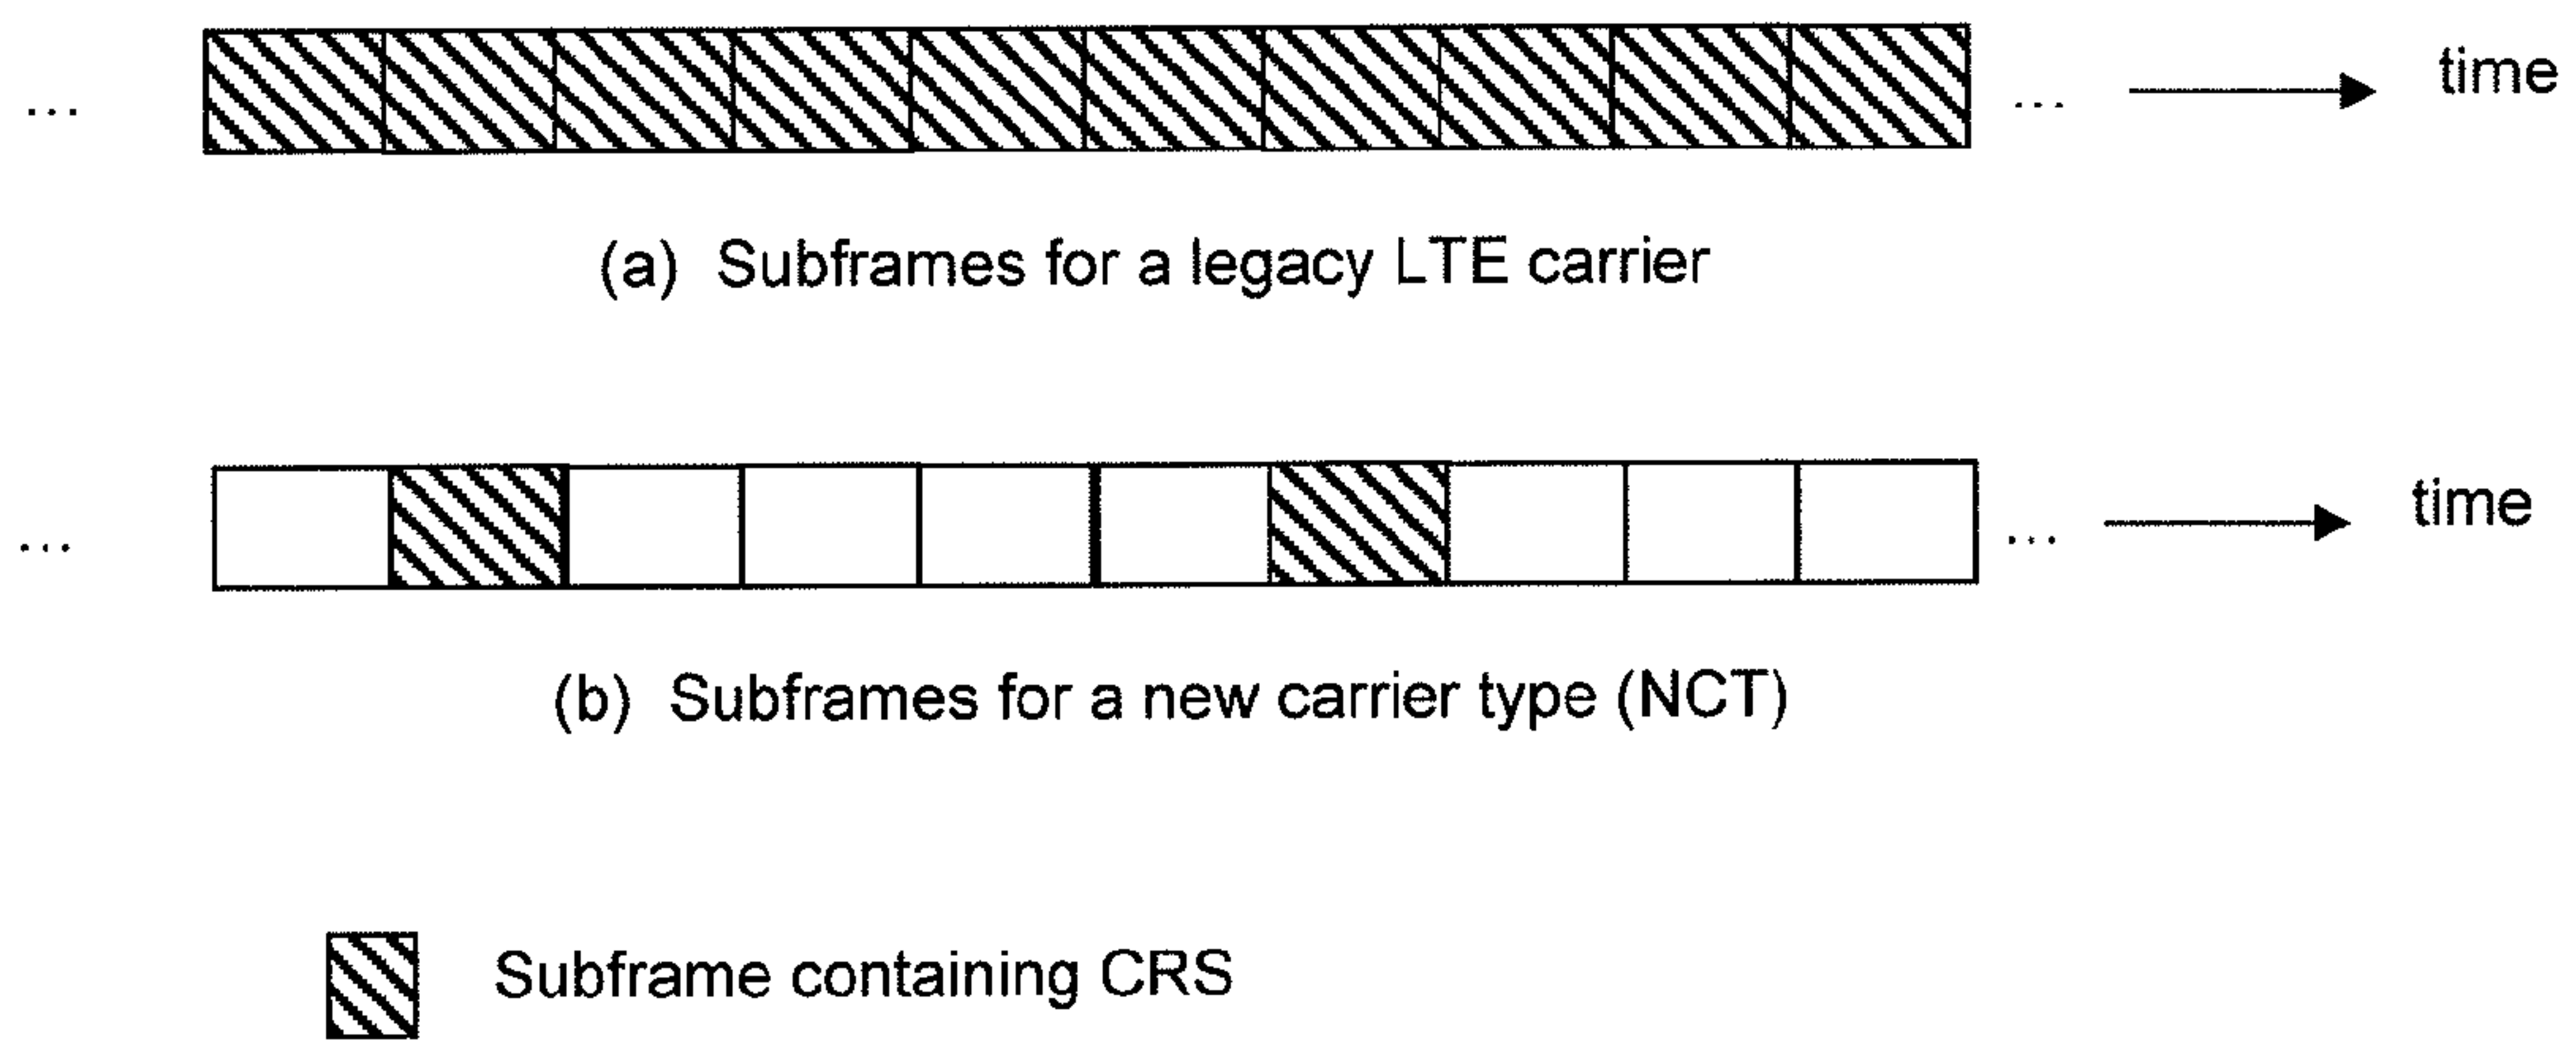 ... ... time
(a) Subframes for a legacy LTE carrier
... ... time
(b) Subframes for a new carrier type (NCT)
Subframe containing CRS